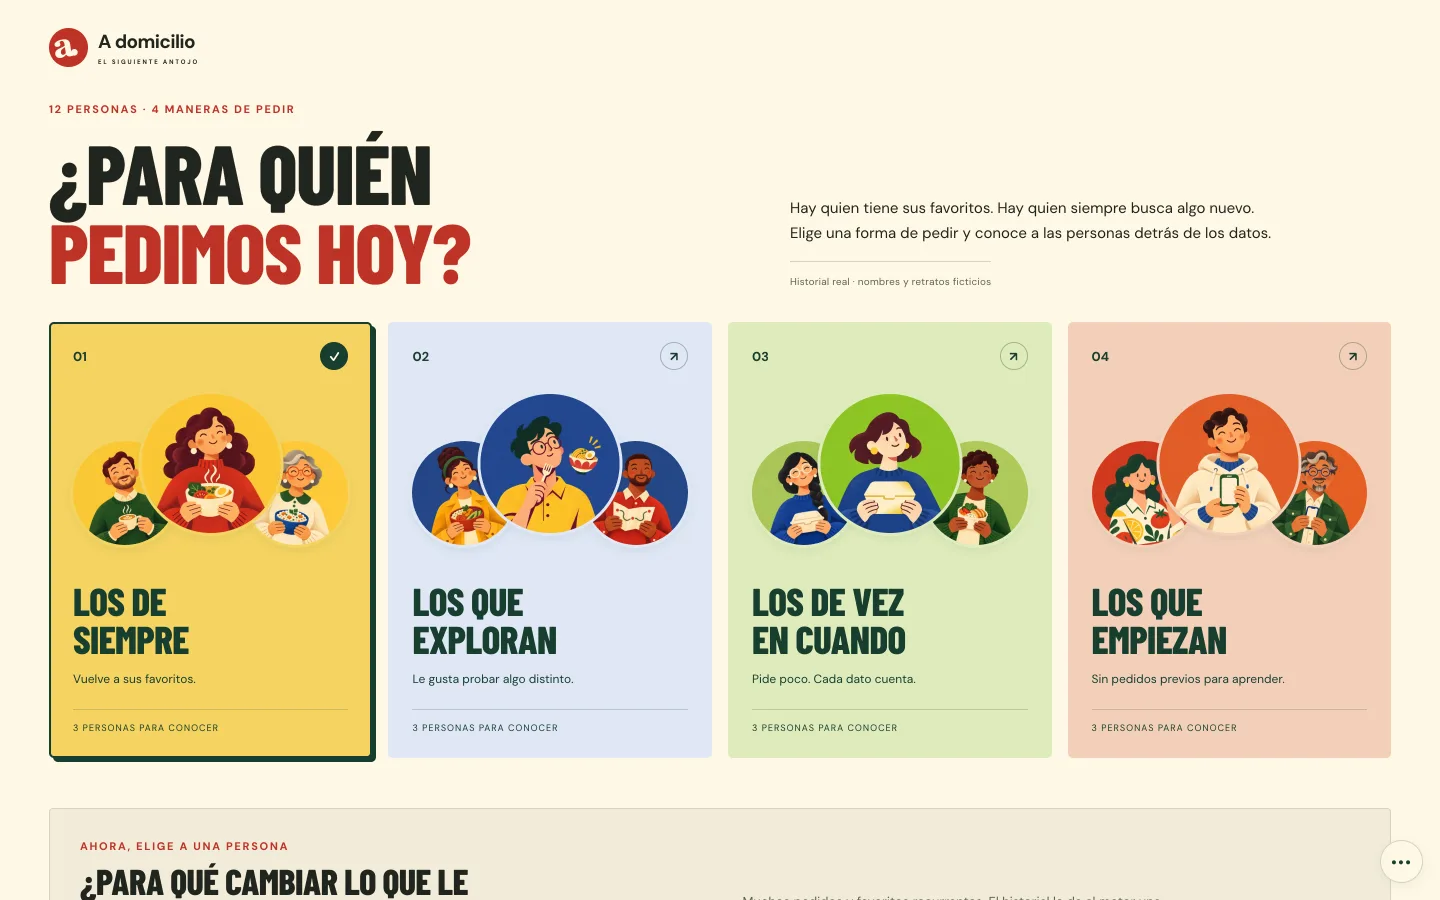 a
A domicilio
EL SIGUIENTE ANTOJO
12 PERSONAS · 4 MANERAS DE PEDIR
¿PARA QUIÉN
PEDIMOS HOY?
Hay quien tiene sus favoritos. Hay quien siempre busca algo nuevo.
Elige una forma de pedir y conoce a las personas detrás de los datos.
Historial real · nombres y retratos ficticios
01
LOS DE
SIEMPRE
Vuelve a sus favoritos.
3 PERSONAS PARA CONOCER
02
LOS QUE
EXPLORAN
Le gusta probar algo distinto.
3 PERSONAS PARA CONOCER
03
LOS DE VEZ
EN CUANDO
Pide poco. Cada dato cuenta.
3 PERSONAS PARA CONOCER
04
LOS QUE
EMPIEZAN
Sin pedidos previos para aprender.
3 PERSONAS PARA CONOCER
AHORA, ELIGE A UNA PERSONA
¿PARA QUÉ CAMBIAR LO QUE LE